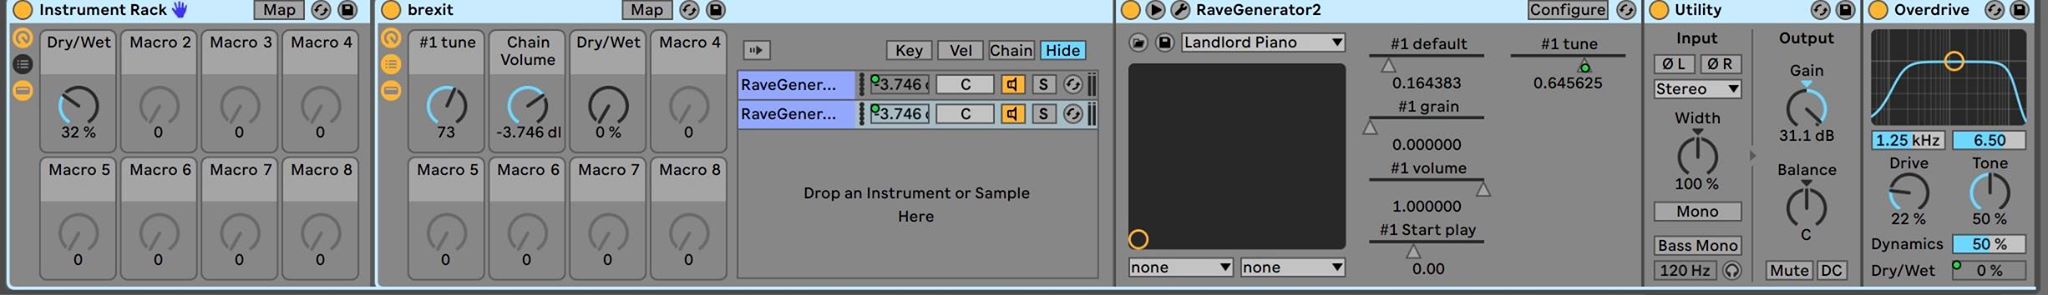 Instrument Rack Map
Dry/Wet Macro 2 Macro 3 Macro 4
32 % 0 0 0
Macro 5 Macro 6 Macro 7 Macro 8
0 0 0 0
brexit Map
#1 tune Chain Volume Dry/Wet Macro 4
73 -3.746 dI 0 % 0
Macro 5 Macro 6 Macro 7 Macro 8
0 0 0 0
Key Vel Chain Hide
RaveGener... -3.746 C S
RaveGener... -3.746 C S
Drop an Instrument or Sample
Here
RaveGenerator2 Configure
Landlord Piano
none none
#1 default
0.164383
#1 grain
0.000000
#1 volume
1.000000
#1 Start play
0.00
#1 tune
0.645625
Utility
Input
Ø L Ø R
Stereo
Width
100 %
Mono
Bass Mono
120 Hz
Output
Gain
31.1 dB
Balance
C
Mute DC
Overdrive
1.25 kHz 6.50
Drive Tone
22 % 50 %
Dynamics 50 %
Dry/Wet 0 %